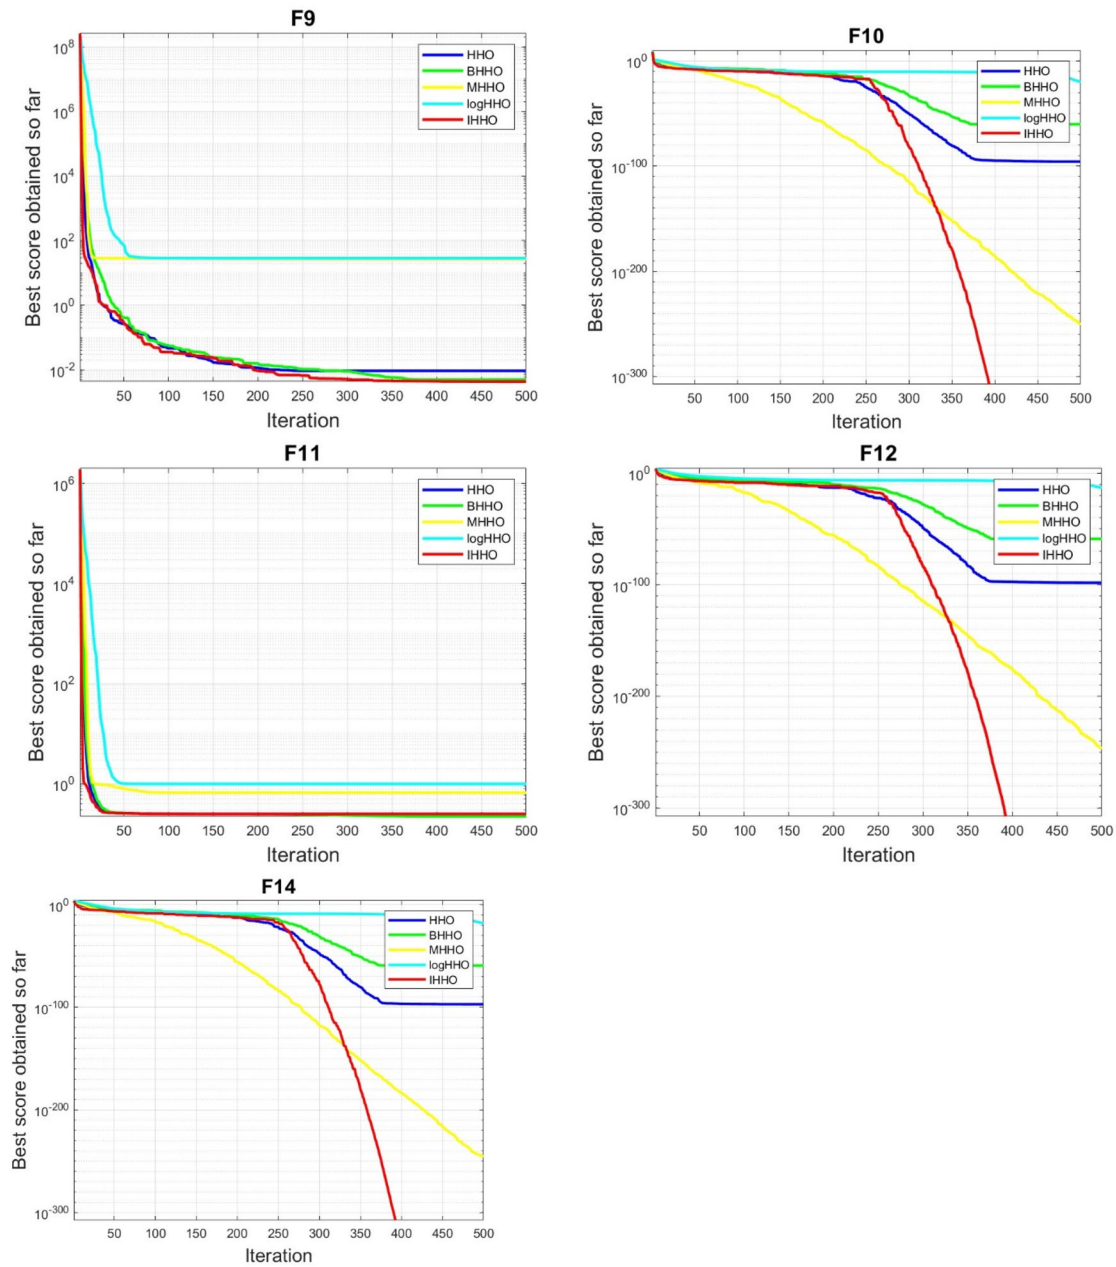 F9
Best score obtained so far
10^8
10^6
10^4
10^2
10^0
10^-2
HHO
BHHO
MHHO
logHHO
IHHO
50 100 150 200 250 300 350 400 450 500
Iteration
F10
Best score obtained so far
10^0
10^-100
10^-200
10^-300
HHO
BHHO
MHHO
logHHO
IHHO
50 100 150 200 250 300 350 400 450 500
Iteration
F11
Best score obtained so far
10^6
10^4
10^2
10^0
HHO
BHHO
MHHO
logHHO
IHHO
50 100 150 200 250 300 350 400 450 500
Iteration
F12
Best score obtained so far
10^0
10^-100
10^-200
10^-300
HHO
BHHO
MHHO
logHHO
IHHO
50 100 150 200 250 300 350 400 450 500
Iteration
F14
Best score obtained so far
10^0
10^-100
10^-200
10^-300
HHO
BHHO
MHHO
logHHO
IHHO
50 100 150 200 250 300 350 400 450 500
Iteration